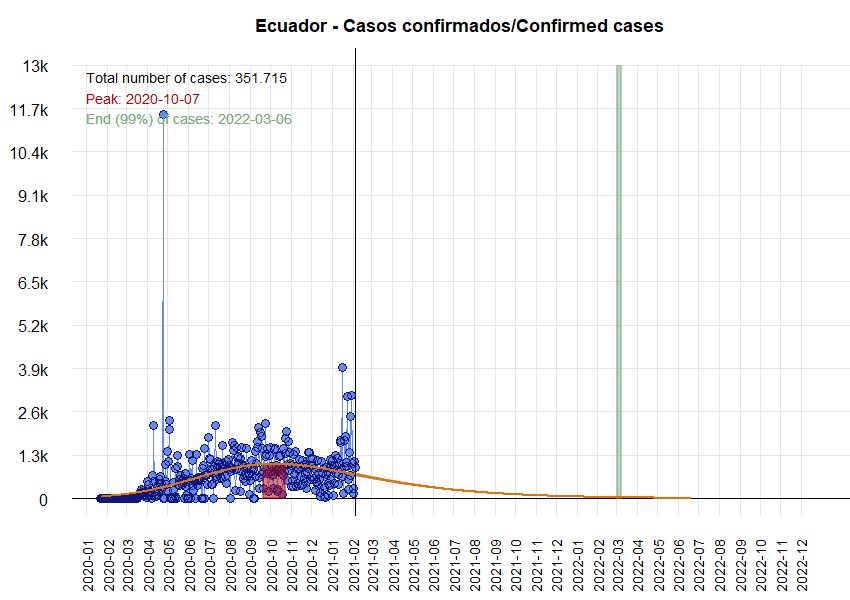 Ecuador - Casos confirmados/Confirmed cases
13k
11.7k
10.4k
9.1k
7.8k
6.5k
5.2k
3.9k
2.6k
1.3k
0
Total number of cases: 351.715
Peak: 2020-10-07
End (99%) of cases: 2022-03-06
2020-01
2020-02
2020-03
2020-04
2020-05
2020-06
2020-07
2020-08
2020-09
2020-10
2020-11
2020-12
2021-01
2021-02
2021-03
2021-04
2021-05
2021-06
2021-07
2021-08
2021-09
2021-10
2021-11
2021-12
2022-01
2022-02
2022-03
2022-04
2022-05
2022-06
2022-07
2022-08
2022-09
2022-10
2022-11
2022-12